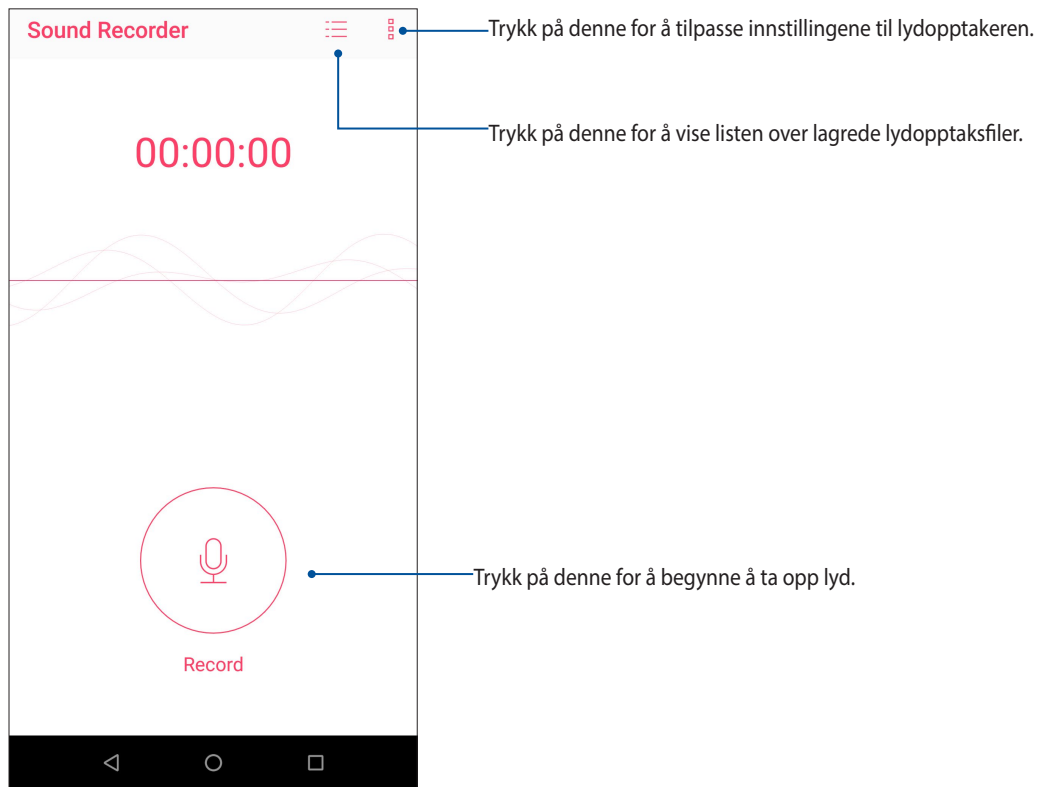 Sound Recorder
Trykk på denne for å tilpasse innstillingene til lydopptakeren.
Trykk på denne for å vise listen over lagrede lydopptaksfiler.
00:00:00
Trykk på denne for å begynne å ta opp lyd.
Record